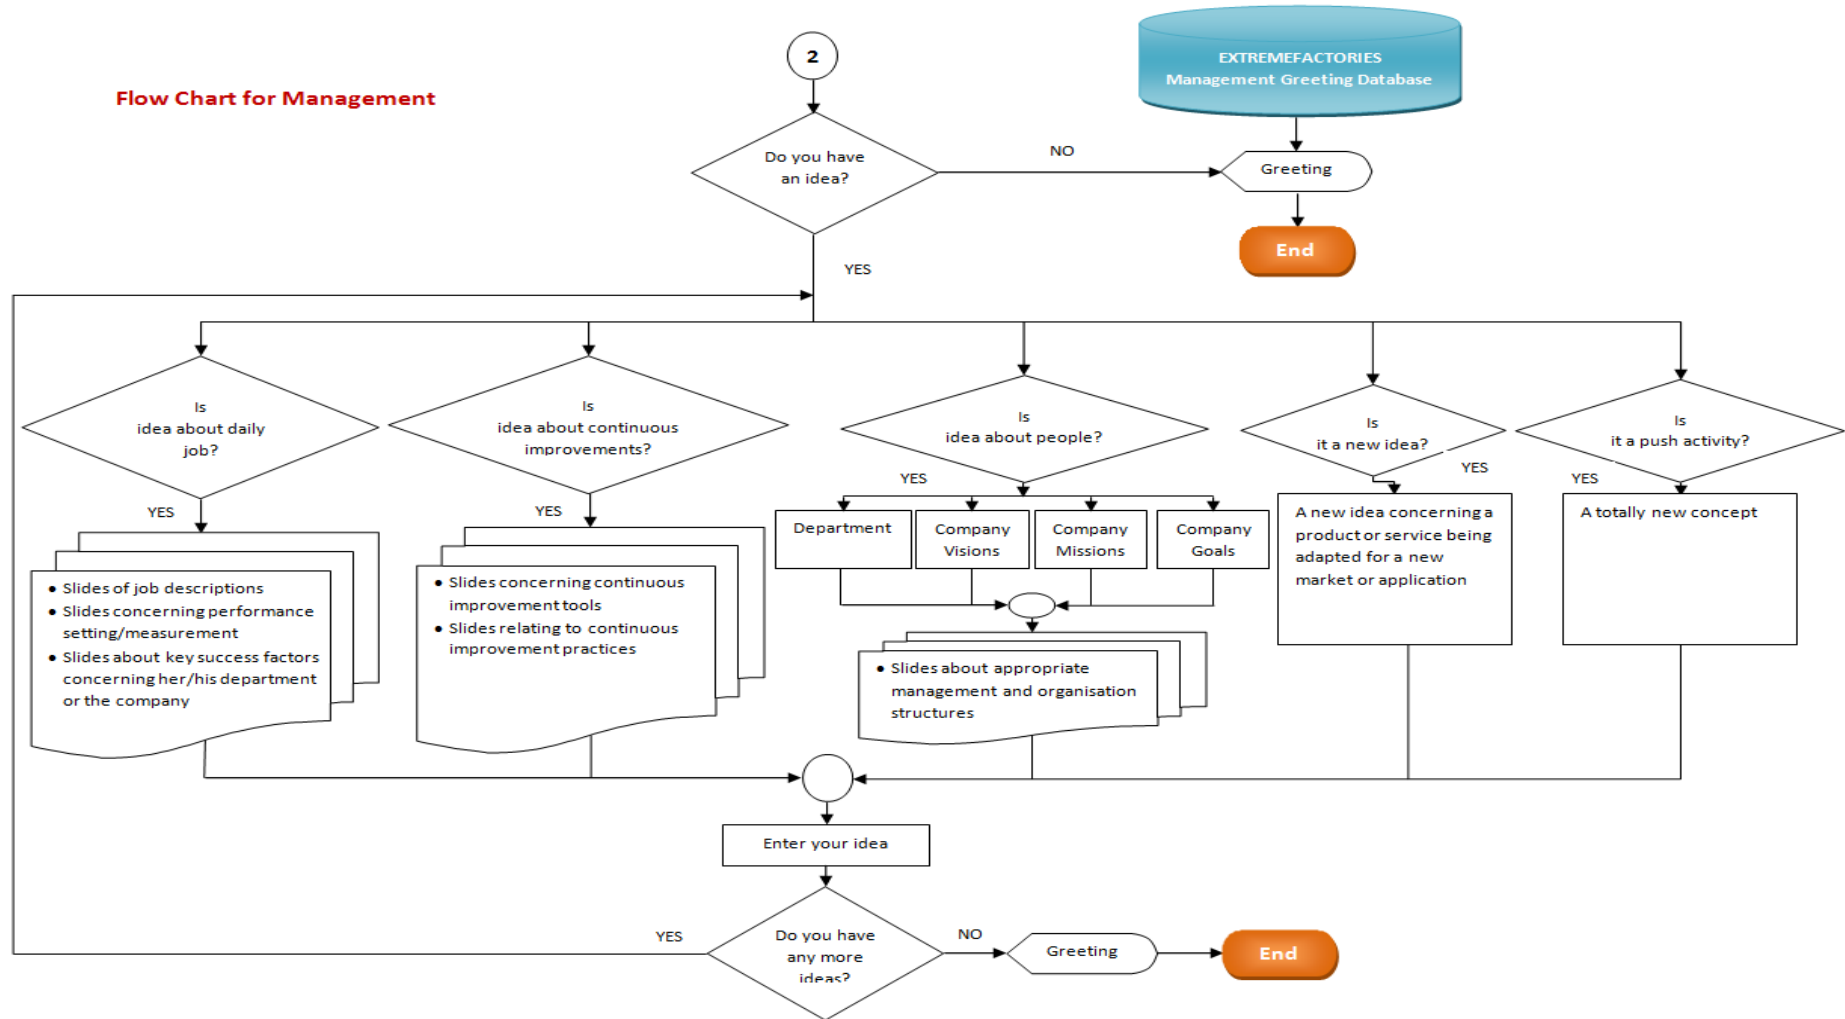 2
EXTREMEFACTORIES
Management Greeting Database
Flow Chart for Management
Do you have
an idea?
NO
Greeting
End
YES
Is
idea about daily
job?
Is
idea about continuous
improvements?
Is
idea about people?
Is
it a new idea?
Is
it a push activity?
YES
YES
YES
YES
YES
• Slides of job descriptions
• Slides concerning performance
setting/measurement
• Slides about key success factors
concerning her/his department
or the company
• Slides concerning continuous
improvement tools
• Slides relating to continuous
improvement practices
Department
Company
Visions
Company
Missions
Company
Goals
• Slides about appropriate
management and organisation
structures
A new idea concerning a
product or service being
adapted for a new
market or application
A totally new concept
Enter your idea
YES
Do you have
any more
ideas?
NO
Greeting
End